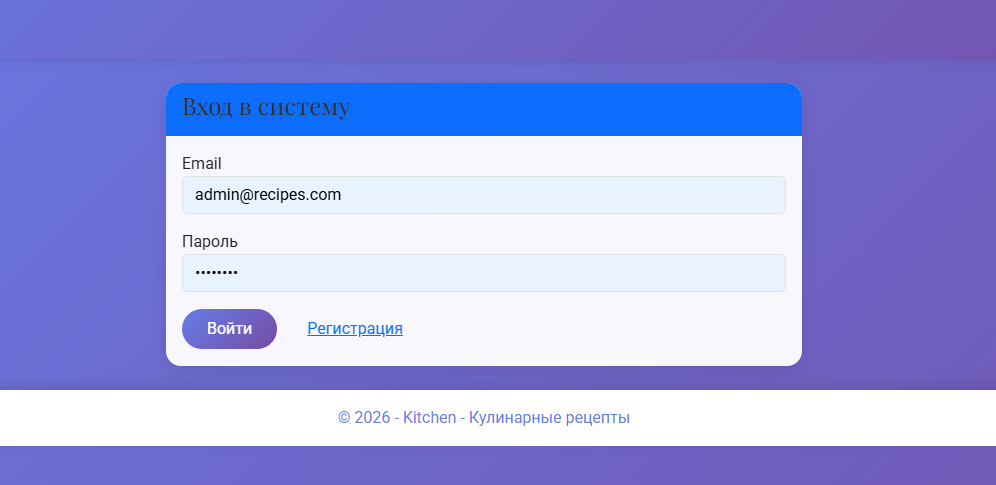 Вход в систему
Email
admin@recipes.com
Пароль
••••••••
Войти
Регистрация
© 2026 - Kitchen - Кулинарные рецепты